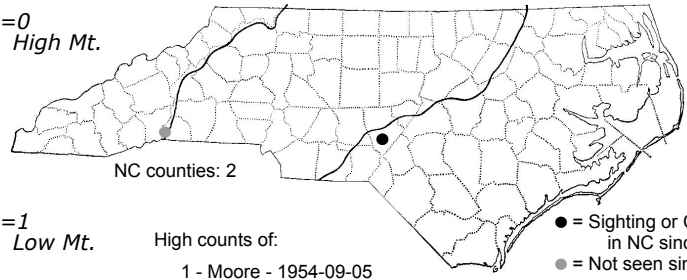 =0
High Mt.
NC counties: 2
=1
Low Mt.
High counts of:
1 - Moore - 1954-09-05
● = Sighting or
in NC sinc
● = Not seen sin